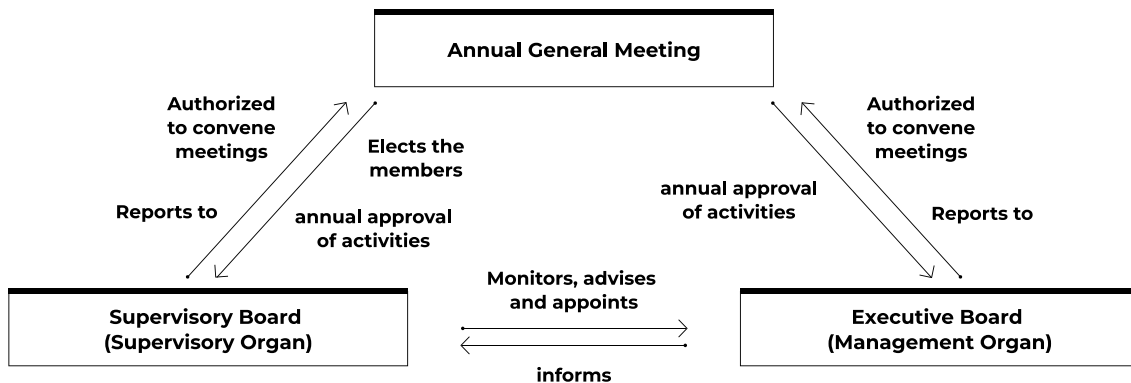 Annual General Meeting
Authorized
to convene
meetings
Reports to
Elects the
members
annual approval
of activities
annual approval
of activities
Authorized
to convene
meetings
Reports to
Supervisory Board
(Supervisory Organ)
Monitors, advises
and appoints
informs
Executive Board
(Management Organ)